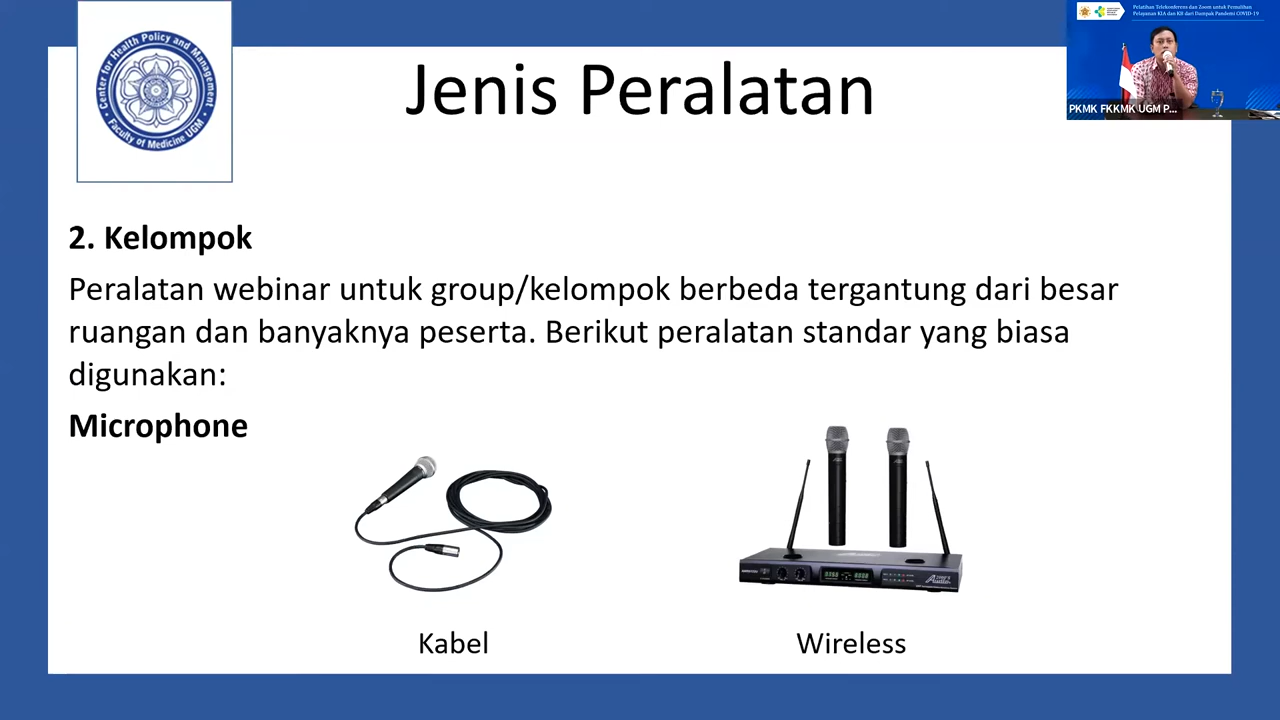 Center for Health Policy and Management
Faculty of Medicine UGM
Jenis Peralatan
Pelatihan Telekonferens dan Zoom untuk Pemulihan
Pelayanan KIA dan KB dari Dampak Pandemi COVID-19
PKMK FKKMK UGM P...
2. Kelompok
Peralatan webinar untuk group/kelompok berbeda tergantung dari besar
ruangan dan banyaknya peserta. Berikut peralatan standar yang biasa
digunakan:
Microphone
Kabel
Wireless